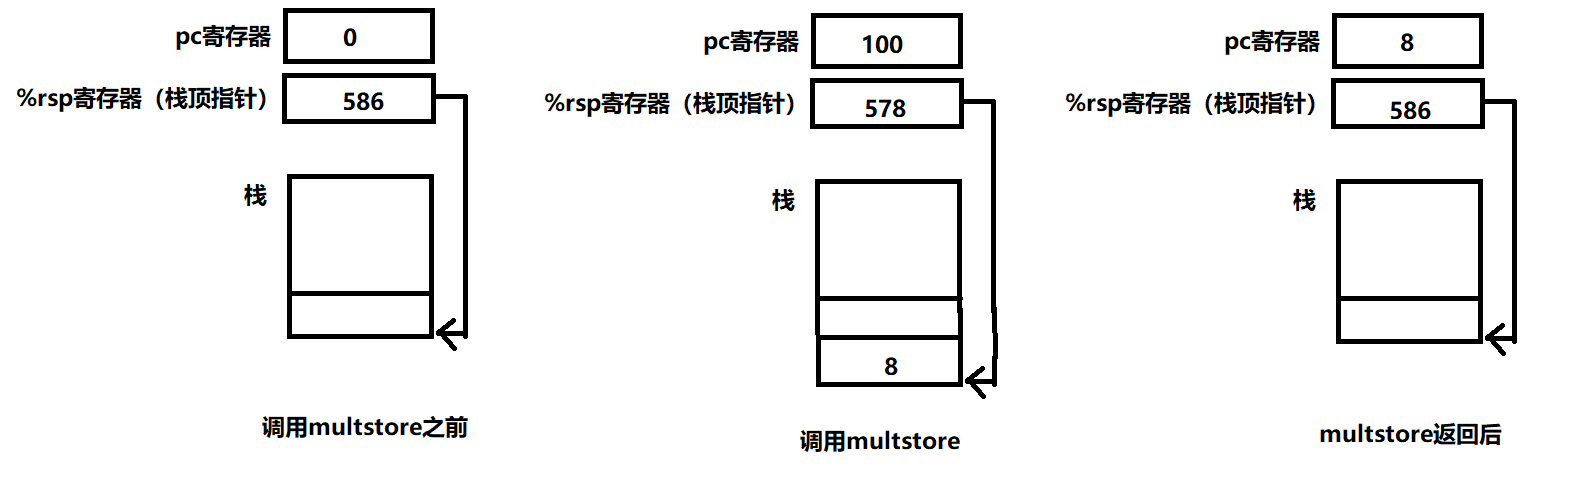 pc寄存器
0
%rsp寄存器（栈顶指针）
586
栈
调用multstore之前
pc寄存器
100
%rsp寄存器（栈顶指针）
578
栈
8
调用multstore
pc寄存器
8
%rsp寄存器（栈顶指针）
586
栈
multstore返回后